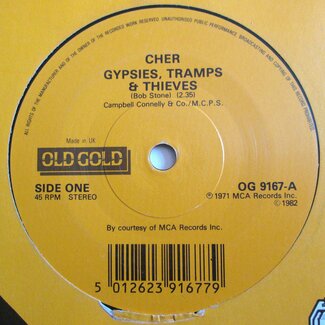 ALL RIGHTS OF THE MANUFACTURER AND OF THE OWNER OF THE RECORDED WORK RESERVED UNAUTHORISED PUBLIC PERFORMANCE BROADCASTING AND COPYING OF THIS RECORD PROHIBITED
CHER
GYPSIES, TRAMPS
& THIEVES
(Bob Stone) (2.35)
Campbell Connelly & Co./M.C.P.S.
Made in UK
OLD GOLD
SIDE ONE
45 RPM STEREO
OG 9167-A
℗1971 MCA Records Inc.
©1982
By courtesy of MCA Records Inc.
5 012623 916779